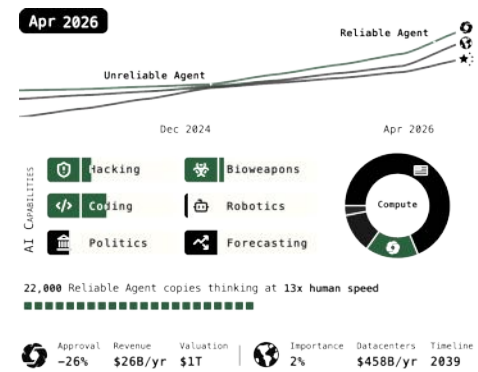 Apr 2026
Reliable Agent
Unreliable Agent
Dec 2024
Apr 2026
AI CAPABILITIES
Hacking
Bioweapons
Compute
Coding
Robotics
Politics
Forecasting
22,000 Reliable Agent copies thinking at 13x human speed
Approval Revenue Valuation Importance Datacenters Timeline
-26% $26B/yr $1T 2% $458B/yr 2039